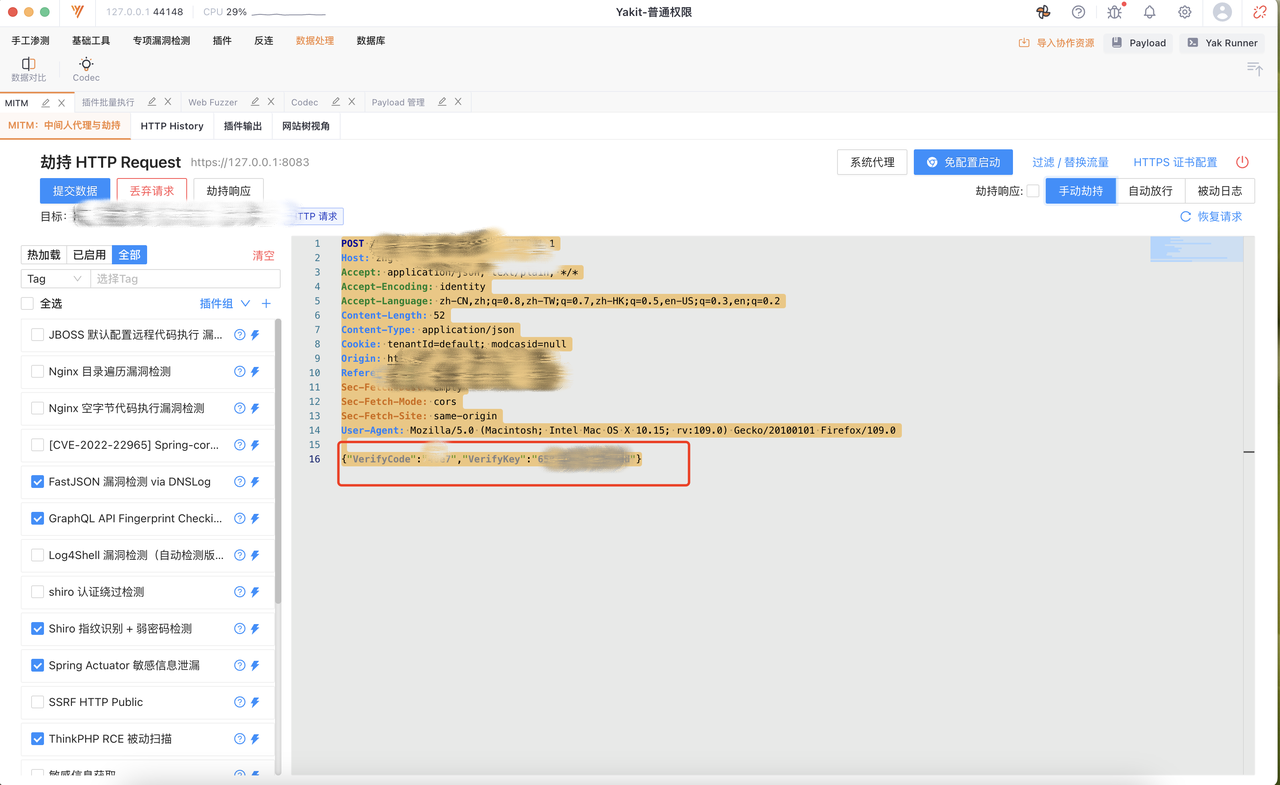 127.0.0.1 44148 CPU 29% Yakit-普通权限
手工渗测 基础工具 专项漏洞检测 插件 反连 数据处理 数据库 导入协作资源 Payload Yak Runner
数据对比 Codec
MITM 插件批量执行 Web Fuzzer Codec Payload 管理
MITM：中间人代理与劫持 HTTP History 插件输出 网站树视角
劫持 HTTP Request https://127.0.0.1:8083 系统代理 免配置启动 过滤 / 替换流量 HTTPS 证书配置
提交数据 丢弃请求 劫持响应 劫持响应: 手动劫持 自动放行 被动日志
目标: TTP 请求 恢复请求
热加载 已启用 全部 清空
Tag 选择Tag
全选 插件组
JBOSS 默认配置远程代码执行 漏...
Nginx 目录遍历漏洞检测
Nginx 空字节代码执行漏洞检测
[CVE-2022-22965] Spring-cor...
FastJSON 漏洞检测 via DNSLog
GraphQL API Fingerprint Checki...
Log4Shell 漏洞检测（自动检测版...
shiro 认证绕过检测
Shiro 指纹识别 + 弱密码检测
Spring Actuator 敏感信息泄漏
SSRF HTTP Public
ThinkPHP RCE 被动扫描
敏感信息获取
1 POST / 1
2 Host:
3 Accept: application/json, text/plain, */*
4 Accept-Encoding: identity
5 Accept-Language: zh-CN,zh;q=0.8,zh-TW;q=0.7,zh-HK;q=0.5,en-US;q=0.3,en;q=0.2
6 Content-Length: 52
7 Content-Type: application/json
8 Cookie: tenantId=default; modcasid=null
9 Origin: ht
10 Refere
11 Sec-Fetch- empty
12 Sec-Fetch-Mode: cors
13 Sec-Fetch-Site: same-origin
14 User-Agent: Mozilla/5.0 (Macintosh; Intel Mac OS X 10.15; rv:109.0) Gecko/20100101 Firefox/109.0
15
16 {"VerifyCode":" 7","VerifyKey":"6 "}